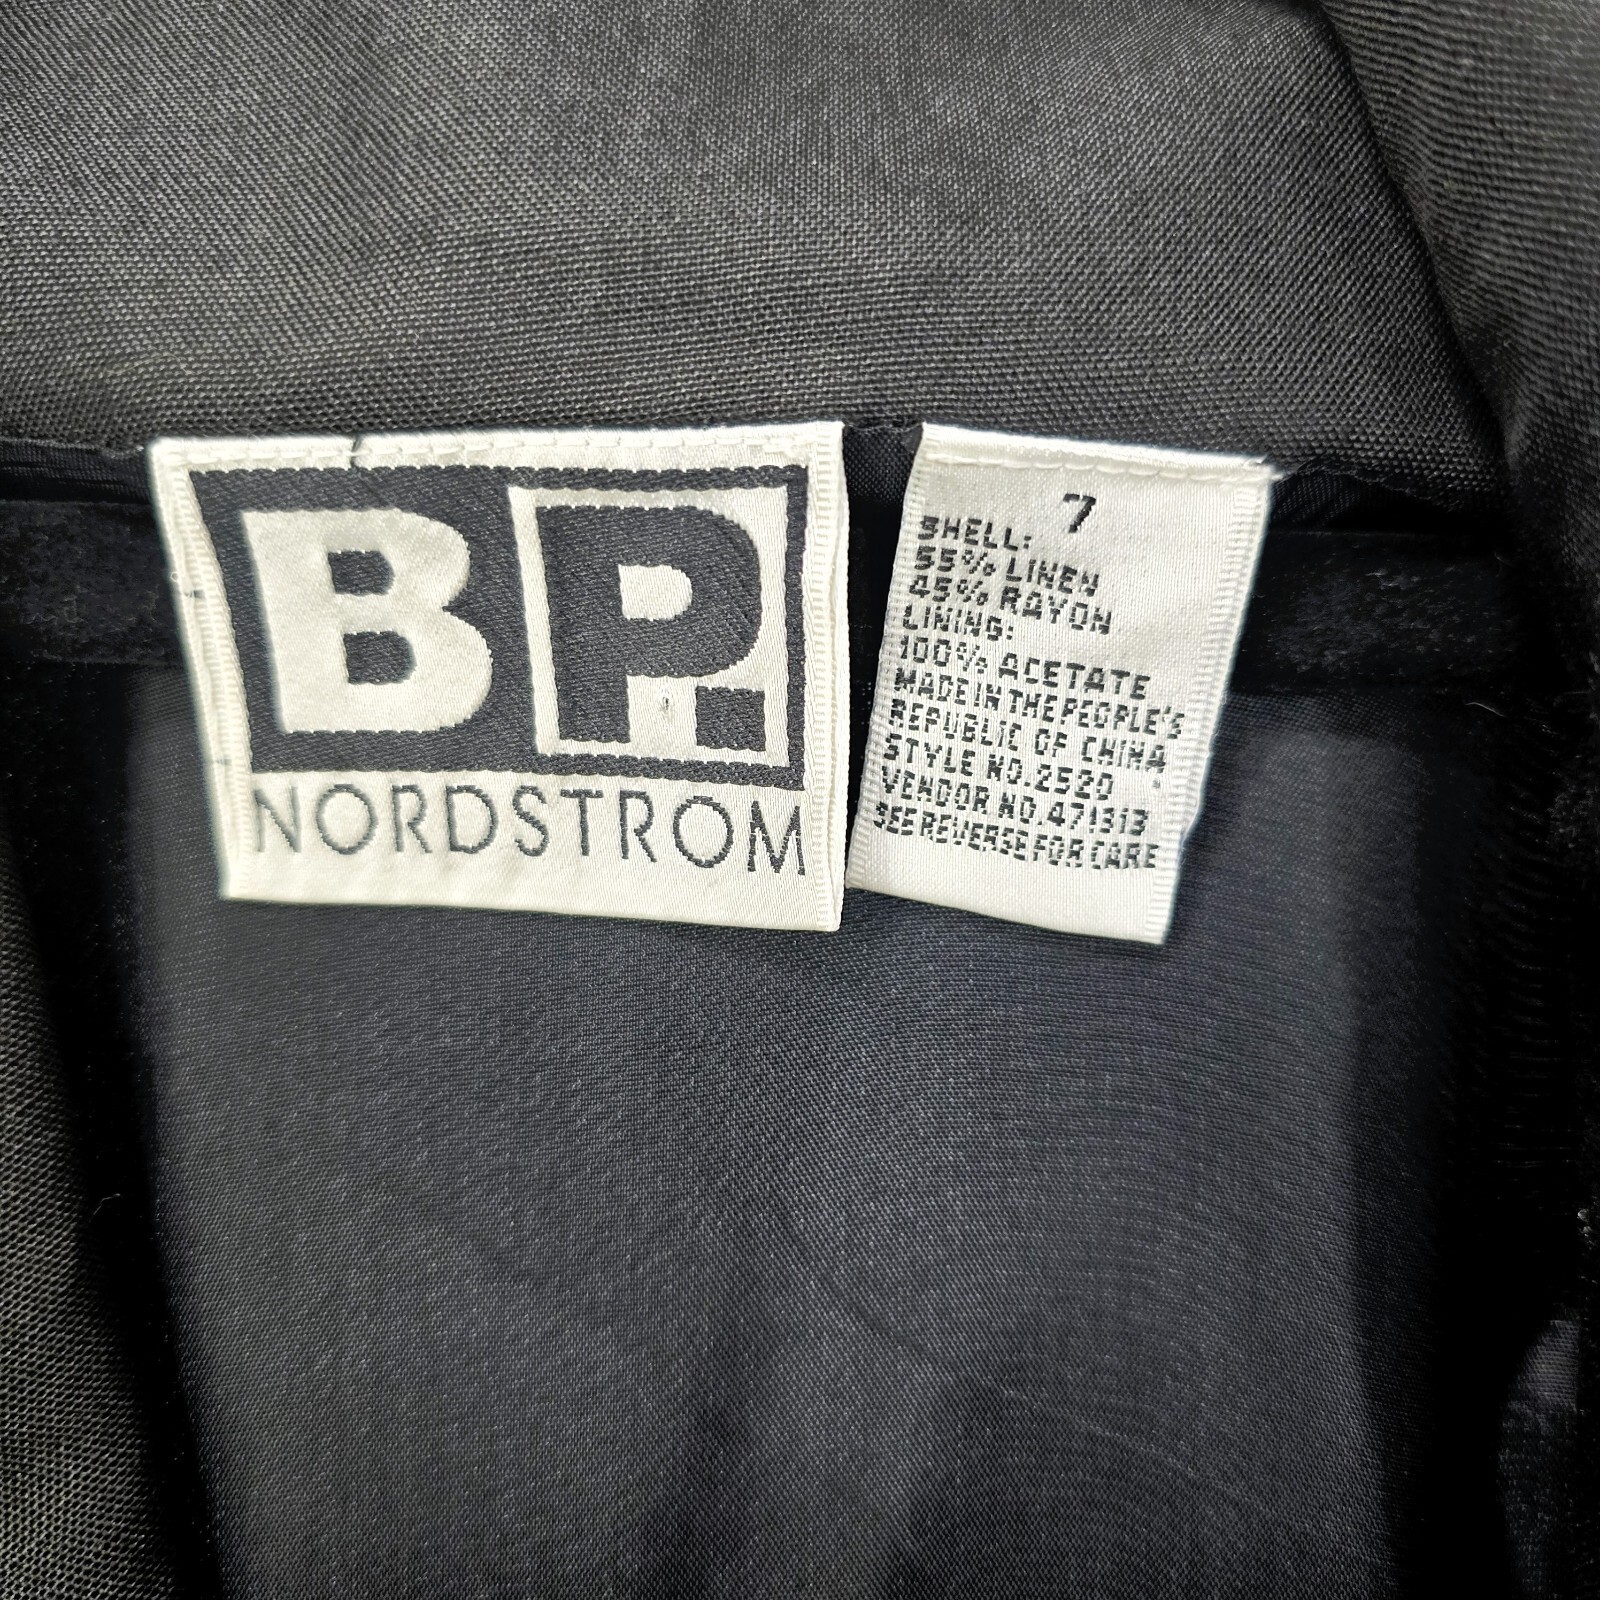 BP.
NORDSTROM
7
SHELL:
55% LINEN
45% RAYON
LINING:
100% ACETATE
MADE IN THE PEOPLE'S
REPUBLIC OF CHINA
STYLE NO.2520
VENDOR NO.471313
SEE REVERSE FOR CARE